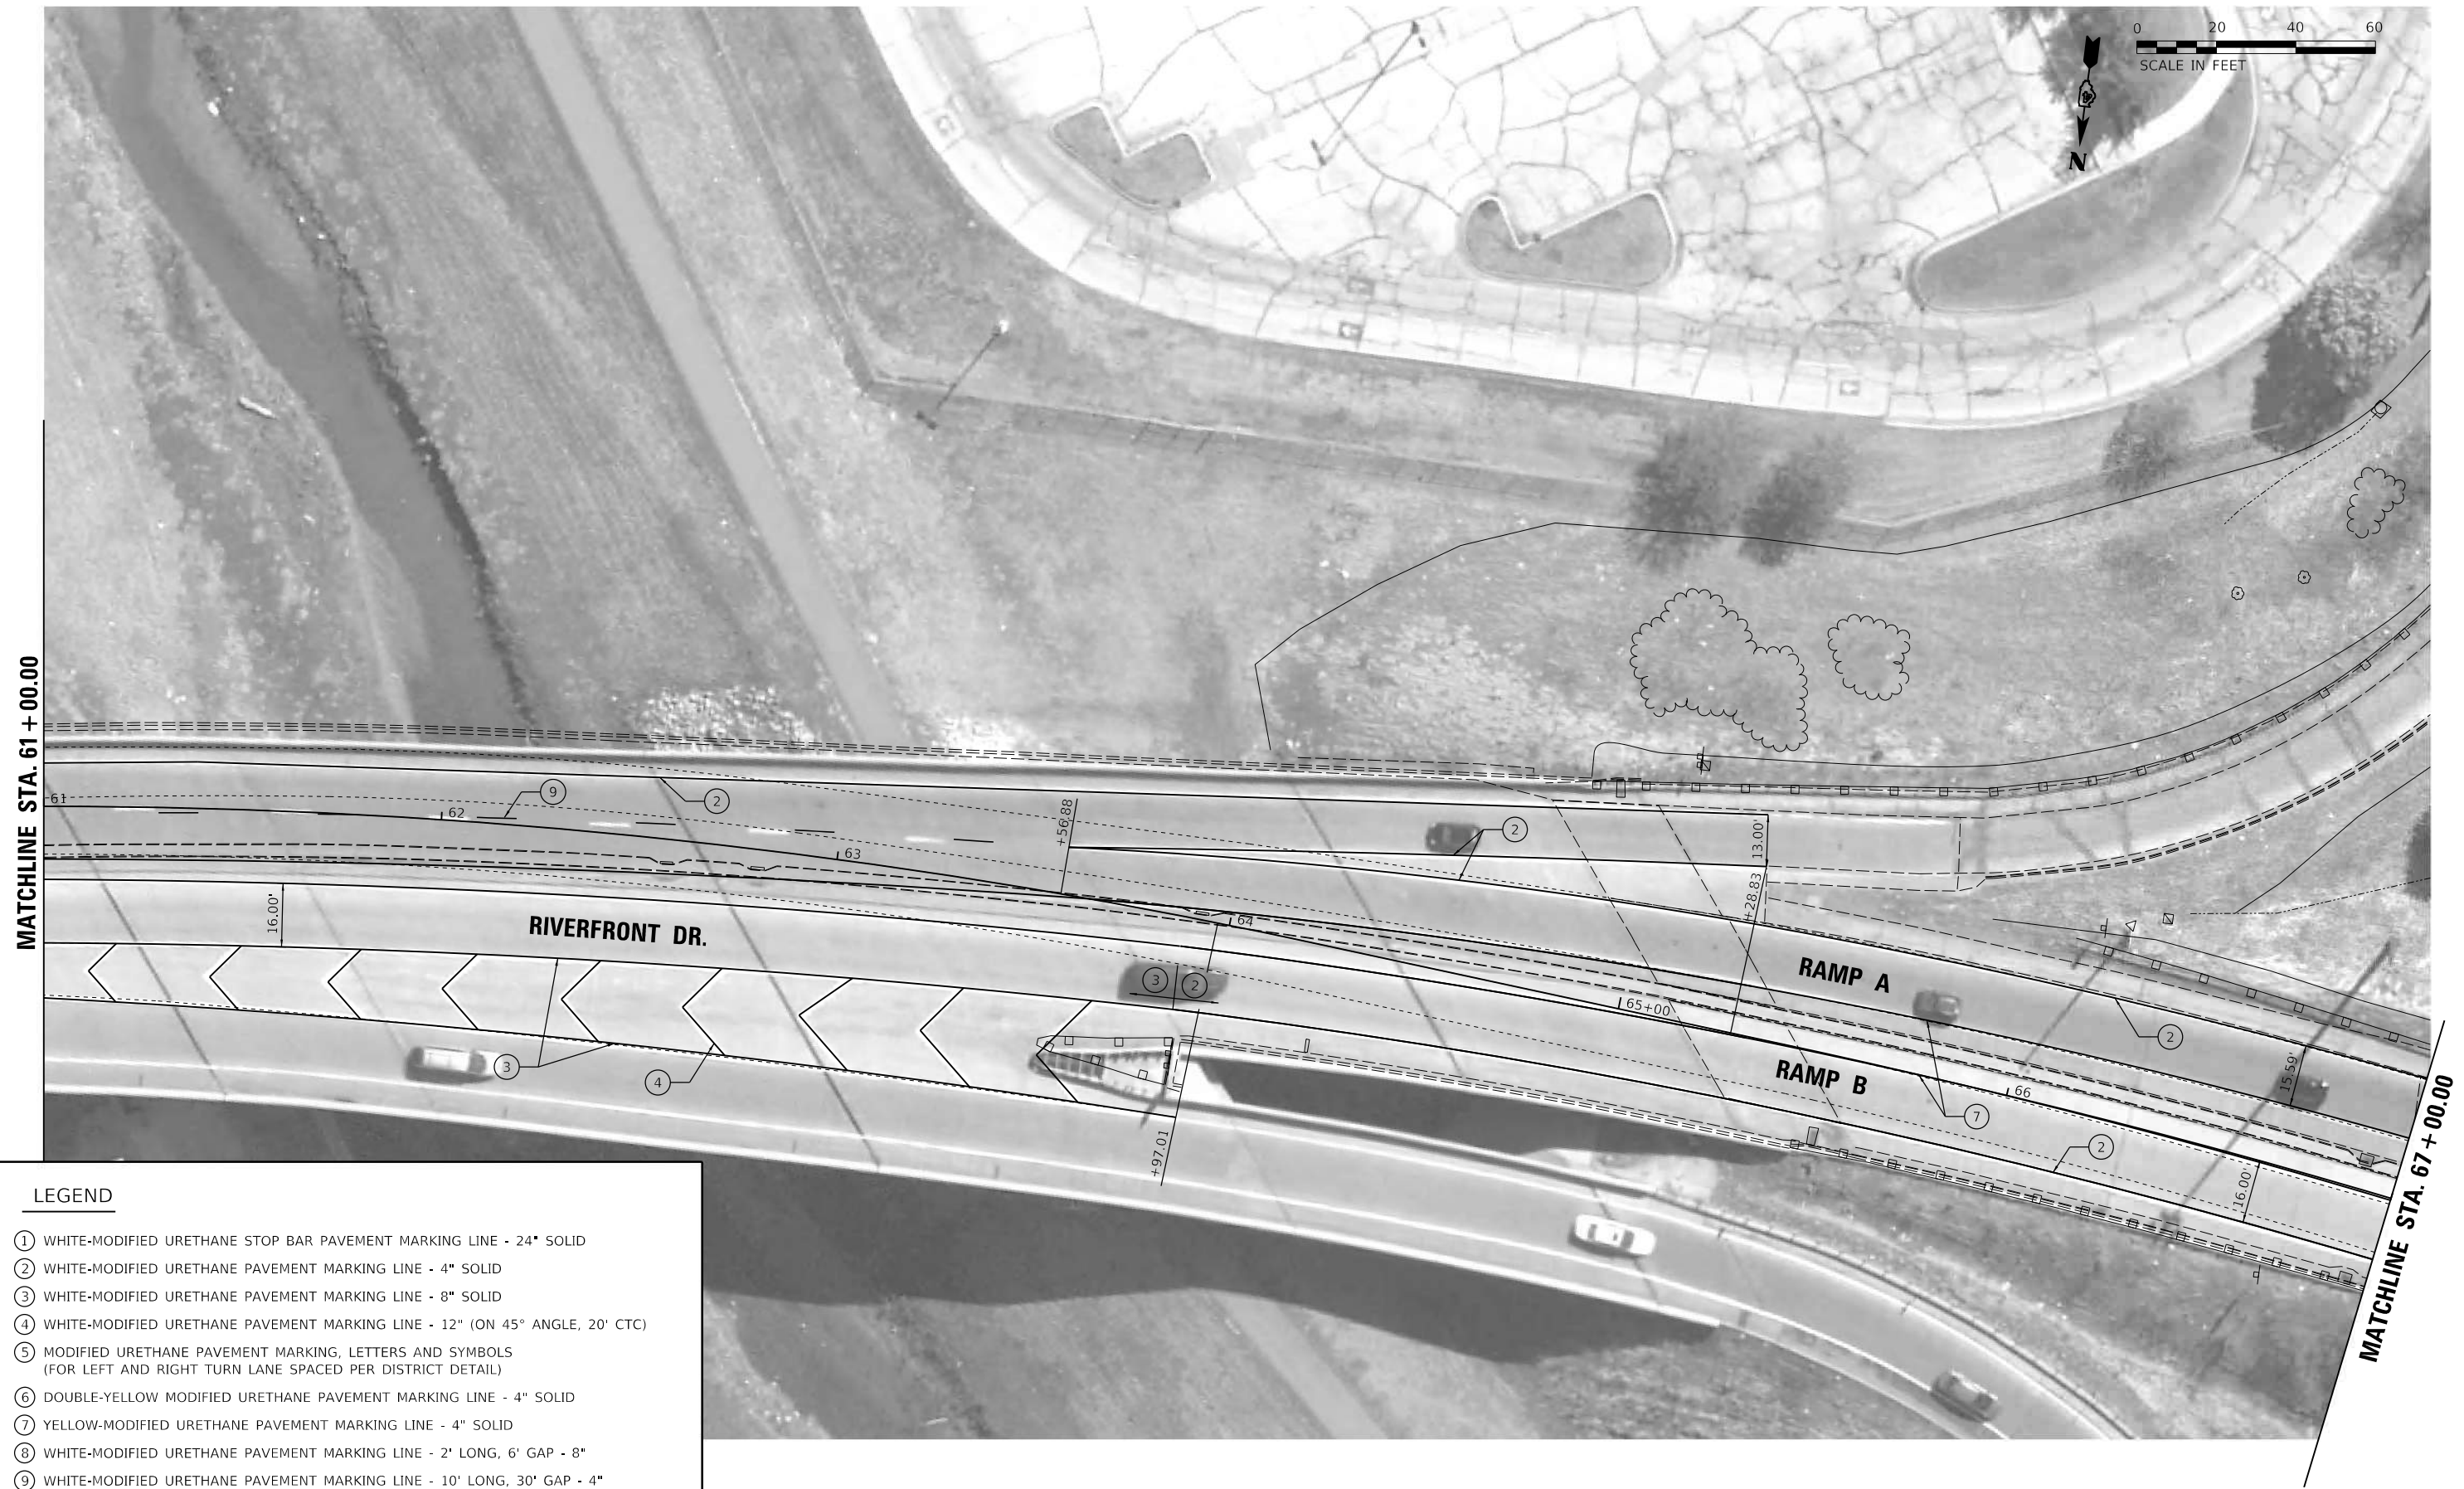 0 20 40 60
SCALE IN FEET
N
MATCHLINE STA. 61+00.00
61
62
9
2
63
+56.88
2
13.00'
+28.83
16.00'
RIVERFRONT DR.
64
3 2
65+00
RAMP A
2
15.59'
RAMP B
66
7
2
16.00'
3
4
+97.01
MATCHLINE STA. 67+00.00
LEGEND
1 WHITE-MODIFIED URETHANE STOP BAR PAVEMENT MARKING LINE - 24" SOLID
2 WHITE-MODIFIED URETHANE PAVEMENT MARKING LINE - 4" SOLID
3 WHITE-MODIFIED URETHANE PAVEMENT MARKING LINE - 8" SOLID
4 WHITE-MODIFIED URETHANE PAVEMENT MARKING LINE - 12" (ON 45° ANGLE, 20' CTC)
5 MODIFIED URETHANE PAVEMENT MARKING, LETTERS AND SYMBOLS
(FOR LEFT AND RIGHT TURN LANE SPACED PER DISTRICT DETAIL)
6 DOUBLE-YELLOW MODIFIED URETHANE PAVEMENT MARKING LINE - 4" SOLID
7 YELLOW-MODIFIED URETHANE PAVEMENT MARKING LINE - 4" SOLID
8 WHITE-MODIFIED URETHANE PAVEMENT MARKING LINE - 2' LONG, 6' GAP - 8"
9 WHITE-MODIFIED URETHANE PAVEMENT MARKING LINE - 10' LONG, 30' GAP - 4"